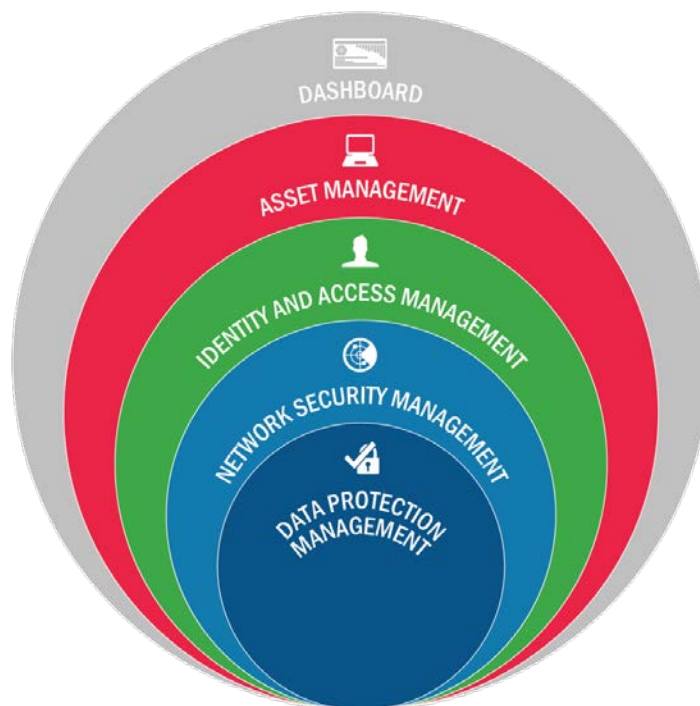 DASHBOARD
ASSET MANAGEMENT
IDENTITY AND ACCESS MANAGEMENT
NETWORK SECURITY MANAGEMENT
DATA PROTECTION
MANAGEMENT